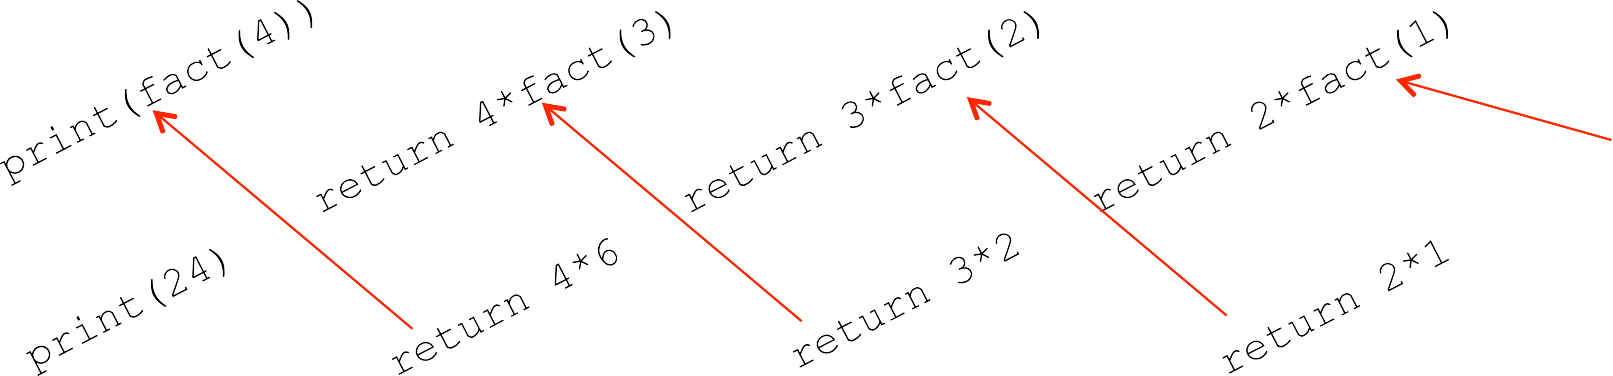 print(fact(4))
return 4*fact(3)
return 3*fact(2)
return 2*fact(1)
print(24)
return 4*6
return 3*2
return 2*1